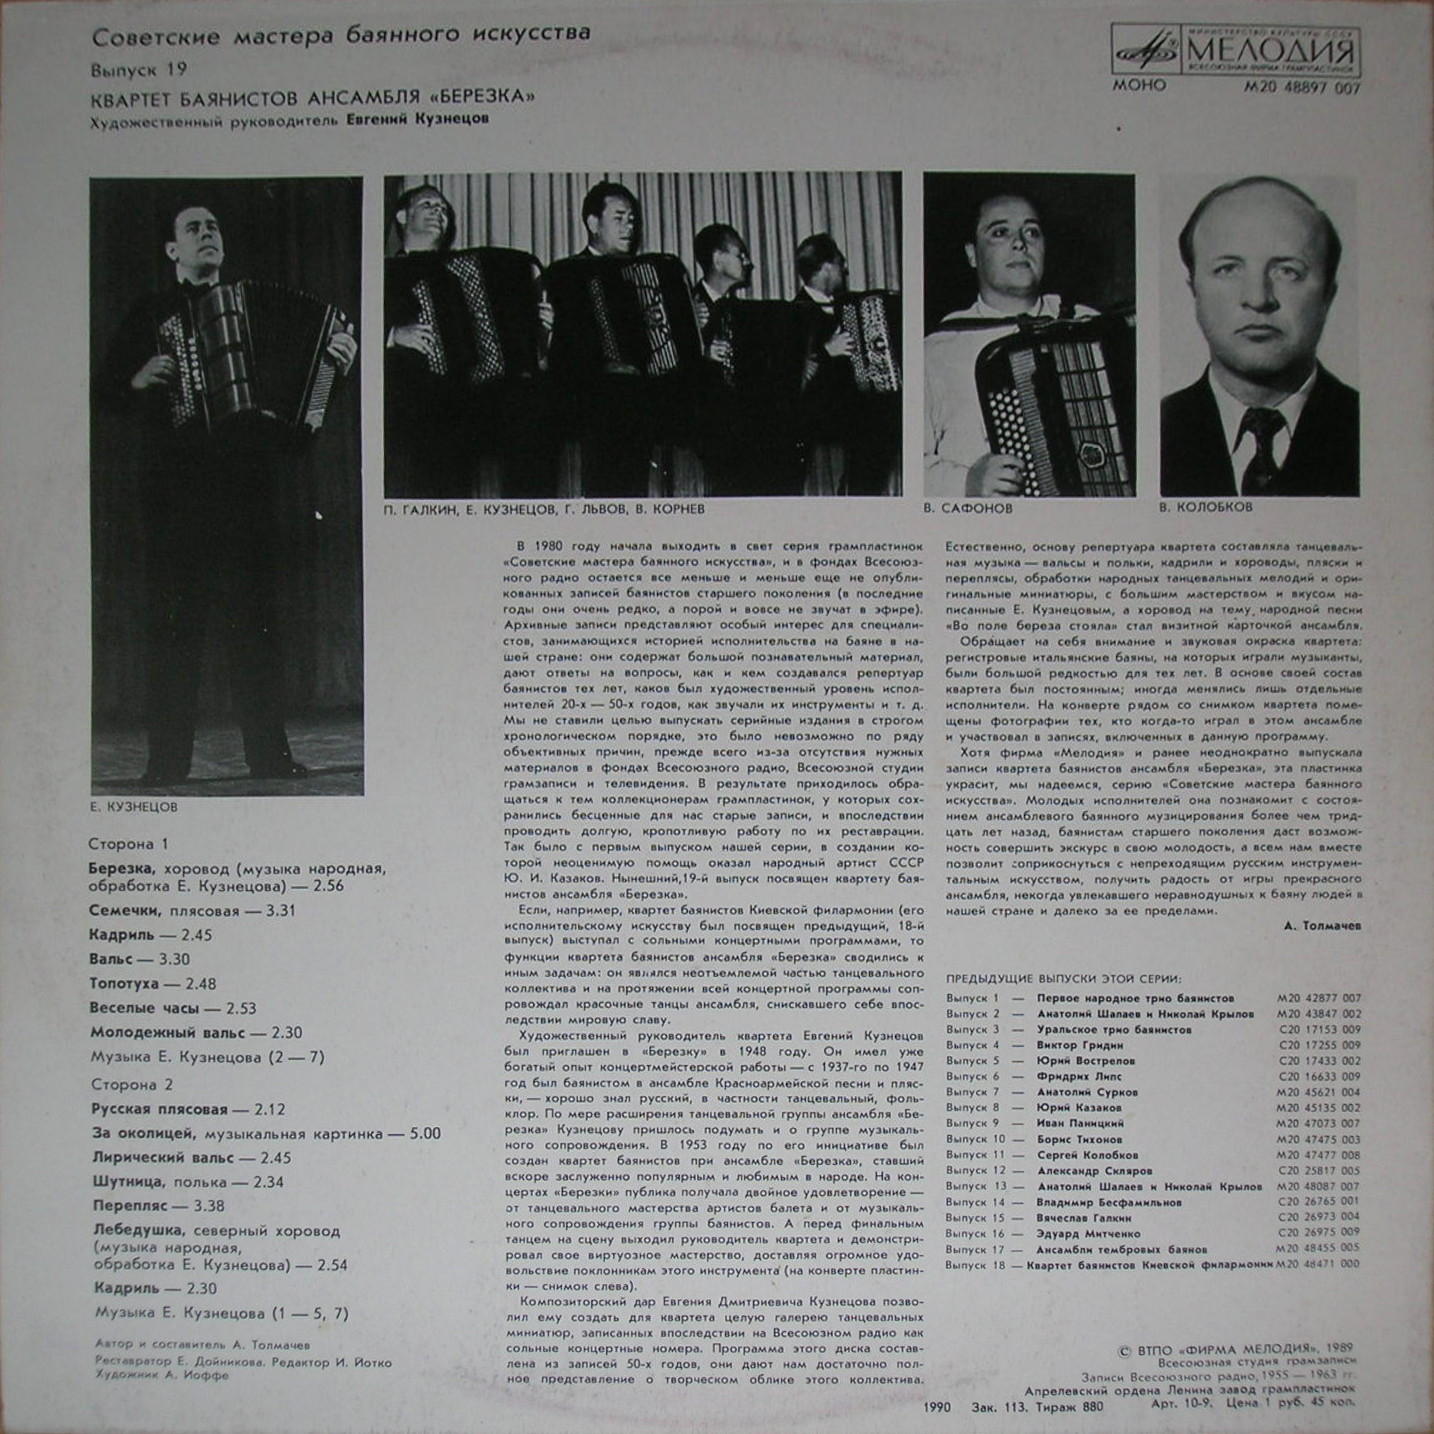 Советские мастера баянного искусства
Выпуск 19
КВАРТЕТ БАЯНИСТОВ АНСАМБЛЯ «БЕРЕЗКА»
Художественный руководитель Евгений Кузнецов
МИНИСТЕРСТВО КУЛЬТУРЫ СССР
МЕЛОДИЯ
ВСЕСОЮЗНАЯ ФИРМА ГРАМПЛАСТИНОК
МОНО М20 48897 007
П. ГАЛКИН, Е. КУЗНЕЦОВ, Г. ЛЬВОВ, В. КОРНЕВ
В. САФОНОВ
В. КОЛОБКОВ
Е. КУЗНЕЦОВ
Сторона 1
Березка, хоровод (музыка народная,
обработка Е. Кузнецова) — 2.56
Семечки, плясовая — 3.31
Кадриль — 2.45
Вальс — 3.30
Топотуха — 2.48
Веселые часы — 2.53
Молодежный вальс — 2.30
Музыка Е. Кузнецова (2 — 7)
Сторона 2
Русская плясовая — 2.12
За околицей, музыкальная картинка — 5.00
Лирический вальс — 2.45
Шутница, полька — 2.34
Перепляс — 3.38
Лебедушка, северный хоровод
(музыка народная,
обработка Е. Кузнецова) — 2.54
Кадриль — 2.30
Музыка Е. Кузнецова (1 — 5, 7)
Автор и составитель А. Толмачев
Реставратор Е. Дойникова. Редактор И. Йотко
Художник А. Иоффе
В 1980 году начала выходить в свет серия грампластинок
«Советские мастера баянного искусства», и в фондах Всесоюз-
ного радио остается все меньше и меньше еще не опубли-
кованных записей баянистов старшего поколения (в последние
годы они очень редко, а порой и вовсе не звучат в эфире).
Архивные записи представляют особый интерес для специали-
стов, занимающихся историей исполнительства на баяне в на-
шей стране: они содержат большой познавательный материал,
дают ответы на вопросы, как и кем создавался репертуар
баянистов тех лет, каков был художественный уровень испол-
нителей 20-х — 50-х годов, как звучали их инструменты и т. д.
Мы не ставили целью выпускать серийные издания в строгом
хронологическом порядке, это было невозможно по ряду
объективных причин, прежде всего из-за отсутствия нужных
материалов в фондах Всесоюзного радио, Всесоюзной студии
грамзаписи и телевидения. В результате приходилось обра-
щаться к тем коллекционерам грампластинок, у которых сох-
ранились бесценные для нас старые записи, и впоследствии
проводить долгую, кропотливую работу по их реставрации.
Так было с первым выпуском нашей серии, в создании ко-
торой неоценимую помощь оказал народный артист СССР
Ю. И. Казаков. Нынешний,19-й выпуск посвящен квартету бая-
нистов ансамбля «Березка».
Если, например, квартет баянистов Киевской филармонии (его
исполнительскому искусству был посвящен предыдущий, 18-й
выпуск) выступал с сольными концертными программами, то
функции квартета баянистов ансамбля «Березка» сводились к
иным задачам: он являлся неотъемлемой частью танцевального
коллектива и на протяжении всей концертной программы соп-
ровождал красочные танцы ансамбля, снискавшего себе впос-
ледствии мировую славу.
Художественный руководитель квартета Евгений Кузнецов
был приглашен в «Березку» в 1948 году. Он имел уже
богатый опыт концертмейстерской работы — с 1937-го по 1947
год был баянистом в ансамбле Красноармейской песни и пляс-
ки, — хорошо знал русский, в частности танцевальный, фоль-
клор. По мере расширения танцевальной группы ансамбля «Бе-
резка» Кузнецову пришлось подумать и о группе музыкаль-
ного сопровождения. В 1953 году по его инициативе был
создан квартет баянистов при ансамбле «Березка», ставший
вскоре заслуженно популярным и любимым в народе. На кон-
цертах «Березки» публика получала двойное удовлетворение —
от танцевального мастерства артистов балета и от музыкаль-
ного сопровождения группы баянистов. А перед финальным
танцем на сцену выходил руководитель квартета и демонстри-
ровал свое виртуозное мастерство, доставляя огромное удо-
вольствие поклонникам этого инструмента (на конверте пластин-
ки — снимок слева).
Композиторский дар Евгения Дмитриевича Кузнецова позво-
лил ему создать для квартета целую галерею танцевальных
миниатюр, записанных впоследствии на Всесоюзном радио как
сольные концертные номера. Программа этого диска состав-
лена из записей 50-х годов, они дают нам достаточно пол-
ное представление о творческом облике этого коллектива.
Естественно, основу репертуара квартета составляла танцеваль-
ная музыка — вальсы и польки, кадрили и хороводы, пляски и
переплясы, обработки народных танцевальных мелодий и ори-
гинальные миниатюры, с большим мастерством и вкусом на-
писанные Е. Кузнецовым, а хоровод на тему народной песни
«Во поле береза стояла» стал визитной карточкой ансамбля.
Обращает на себя внимание и звуковая окраска квартета:
регистровые итальянские баяны, на которых играли музыканты,
были большой редкостью для тех лет. В основе своей состав
квартета был постоянным; иногда менялись лишь отдельные
исполнители. На конверте рядом со снимком квартета поме-
щены фотографии тех, кто когда-то играл в этом ансамбле
и участвовал в записях, включенных в данную программу.
Хотя фирма «Мелодия» и ранее неоднократно выпускала
записи квартета баянистов ансамбля «Березка», эта пластинка
украсит, мы надеемся, серию «Советские мастера баянного
искусства». Молодых исполнителей она познакомит с состоя-
нием ансамблевого баянного музицирования более чем трид-
цать лет назад, баянистам старшего поколения даст возмож-
ность совершить экскурс в свою молодость, а всем нам вместе
позволит соприкоснуться с непреходящим русским инструмен-
тальным искусством, получить радость от игры прекрасного
ансамбля, некогда увлекавшего неравнодушных к баяну людей в
нашей стране и далеко за ее пределами.
А. Толмачев
ПРЕДЫДУЩИЕ ВЫПУСКИ ЭТОЙ СЕРИИ:
Выпуск 1 — Первое народное трио баянистов М20 42877 007
Выпуск 2 — Анатолий Шалаев и Николай Крылов М20 43847 002
Выпуск 3 — Уральское трио баянистов С20 17153 009
Выпуск 4 — Виктор Гридин С20 17255 009
Выпуск 5 — Юрий Вострелов С20 17433 002
Выпуск 6 — Фридрих Липс С20 16633 009
Выпуск 7 — Анатолий Сурков М20 45621 004
Выпуск 8 — Юрий Казаков М20 45135 002
Выпуск 9 — Иван Паницкий М20 47073 007
Выпуск 10 — Борис Тихонов М20 47475 003
Выпуск 11 — Сергей Колобков М20 47477 008
Выпуск 12 — Александр Скляров С20 25817 005
Выпуск 13 — Анатолий Шалаев и Николай Крылов М20 48087 007
Выпуск 14 — Владимир Бесфамильнов С20 26765 001
Выпуск 15 — Вячеслав Галкин С20 26973 004
Выпуск 16 — Эдуард Митченко С20 26975 009
Выпуск 17 — Ансамбли тембровых баянов М20 48455 005
Выпуск 18 — Квартет баянистов Киевской филармонии М20 48471 000
© ВТПО «ФИРМА МЕЛОДИЯ», 1989
Всесоюзная студия грамзаписи
Записи Всесоюзного радио, 1955 — 1963 гг.
Апрелевский ордена Ленина завод грампластинок
1990 Зак. 113. Тираж 880 Арт. 10-9. Цена 1 руб. 45 коп.